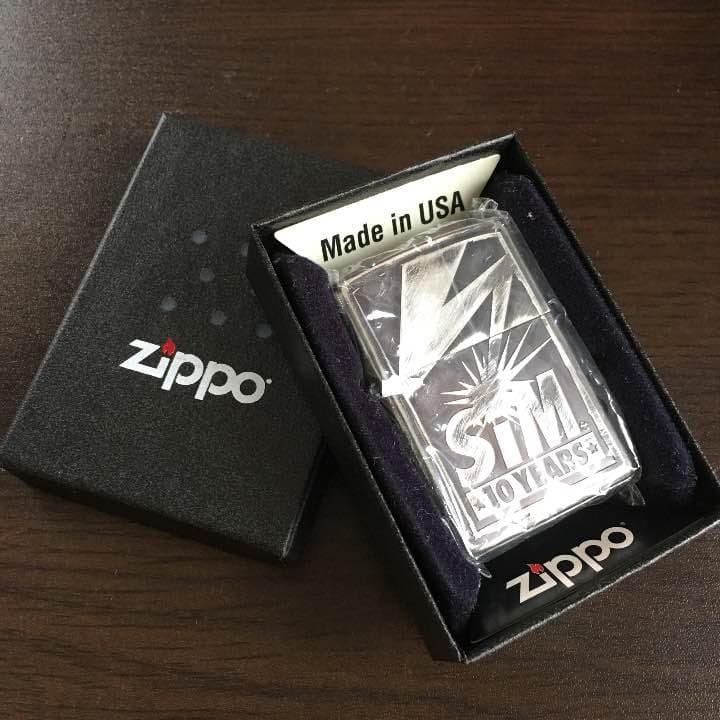 Made in USA
zippo
SiM
★10 YEARS★
zippo